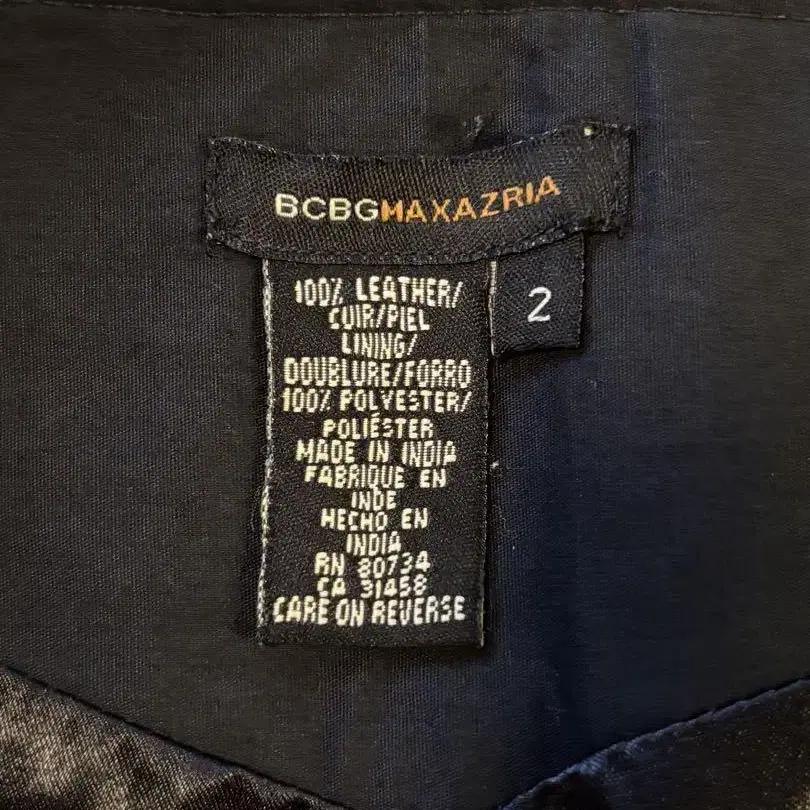 BCBGMAXAZRIA
2
100% LEATHER/
CUIR/PIEL
LINING/
DOUBLURE/FORRO
100% POLYESTER/
POLIÉSTER
MADE IN INDIA
FABRIQUE EN
INDE
HECHO EN
INDIA
RN 80734
CA 31458
CARE ON REVERSE